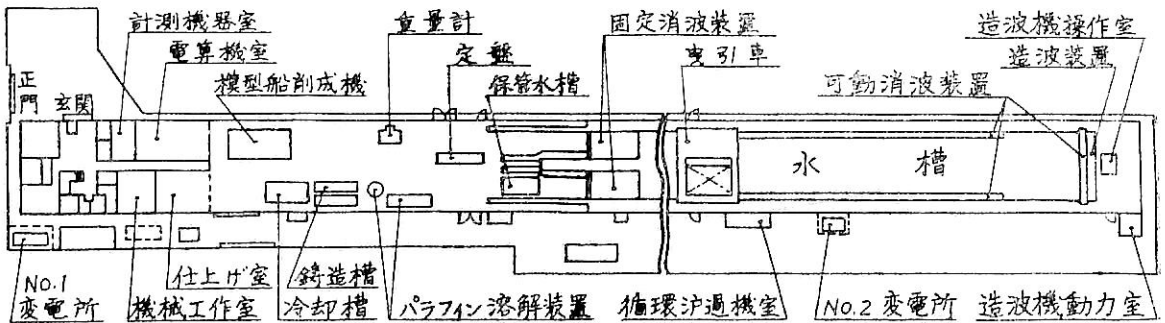 計測機器室
重量計
固定消波装置
造波機操作室
電算機室
定盤
曳引車
造波装置
正門
玄関
模型船削成機
保管水槽
可動消波装置
水槽
NO.1 変電所
仕上げ室
機械工作室
鋳造槽
冷却槽
パラフィン溶解装置
循環沪過機室
NO.2 変電所
造波機動力室